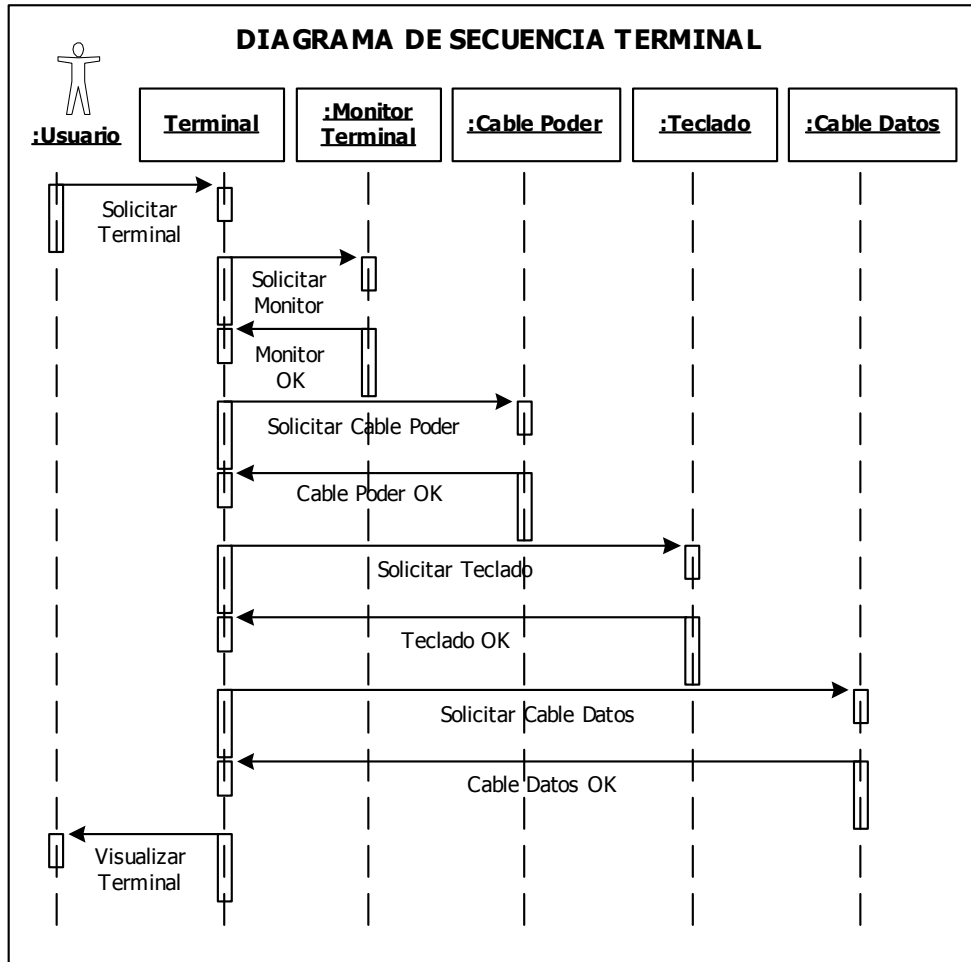 DIAGRAMA DE SECUENCIA TERMINAL
:Usuario
Terminal
:Monitor
Terminal
:Cable Poder
:Teclado
:Cable Datos
Solicitar
Terminal
Solicitar
Monitor
Monitor
OK
Solicitar Cable Poder
Cable Poder OK
Solicitar Teclado
Teclado OK
Solicitar Cable Datos
Cable Datos OK
Visualizar
Terminal